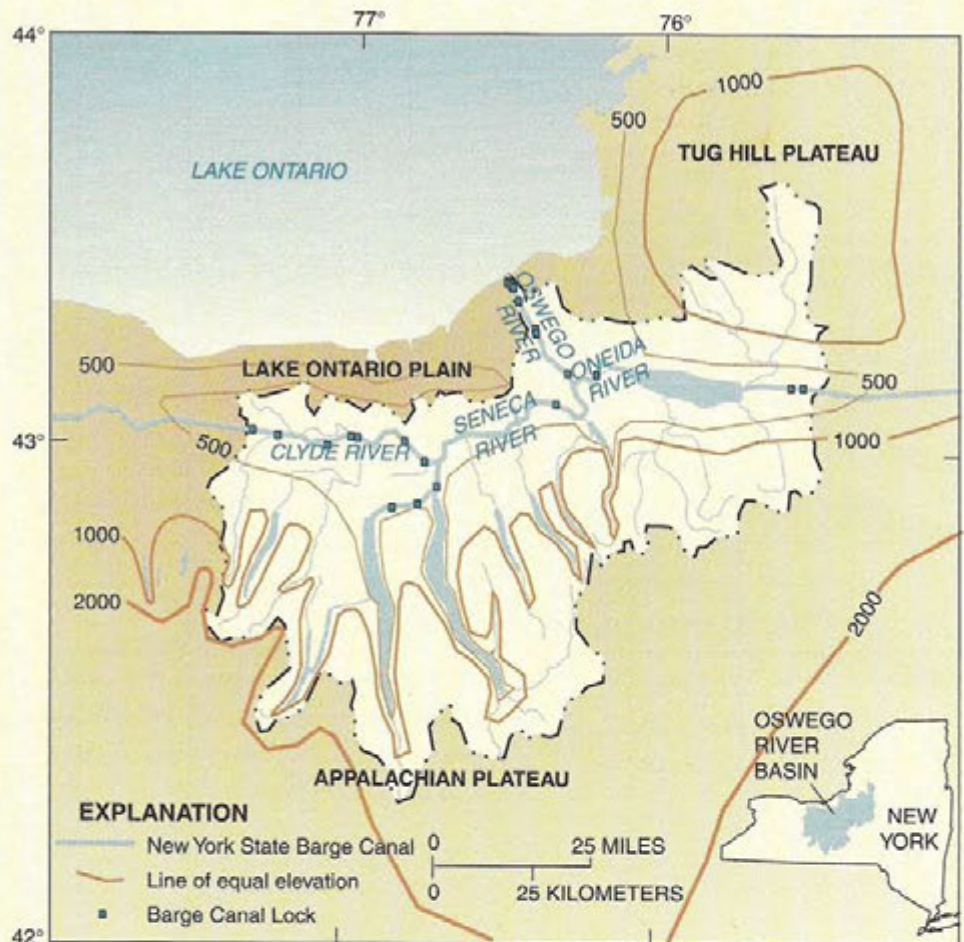 77°
76°
44°
1000
500
TUG HILL PLATEAU
LAKE ONTARIO
OSWEGO
RIVER
ONEIDA
RIVER
500
LAKE ONTARIO PLAIN
500
SENECA
RIVER
43°
500
CLYDE RIVER
1000
1000
2000
2000
APPALACHIAN PLATEAU
OSWEGO
RIVER
BASIN
NEW
YORK
EXPLANATION
New York State Barge Canal
Line of equal elevation
Barge Canal Lock
0 25 MILES
0 25 KILOMETERS
42°